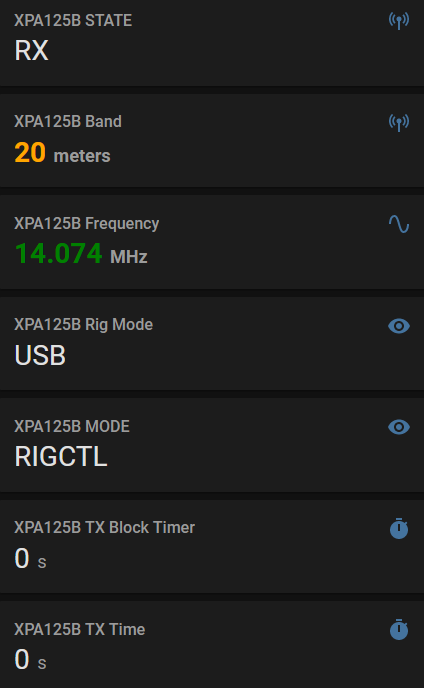 XPA125B STATE
RX
XPA125B Band
20 meters
XPA125B Frequency
14.074 MHz
XPA125B Rig Mode
USB
XPA125B MODE
RIGCTL
XPA125B TX Block Timer
0 s
XPA125B TX Time
0 s